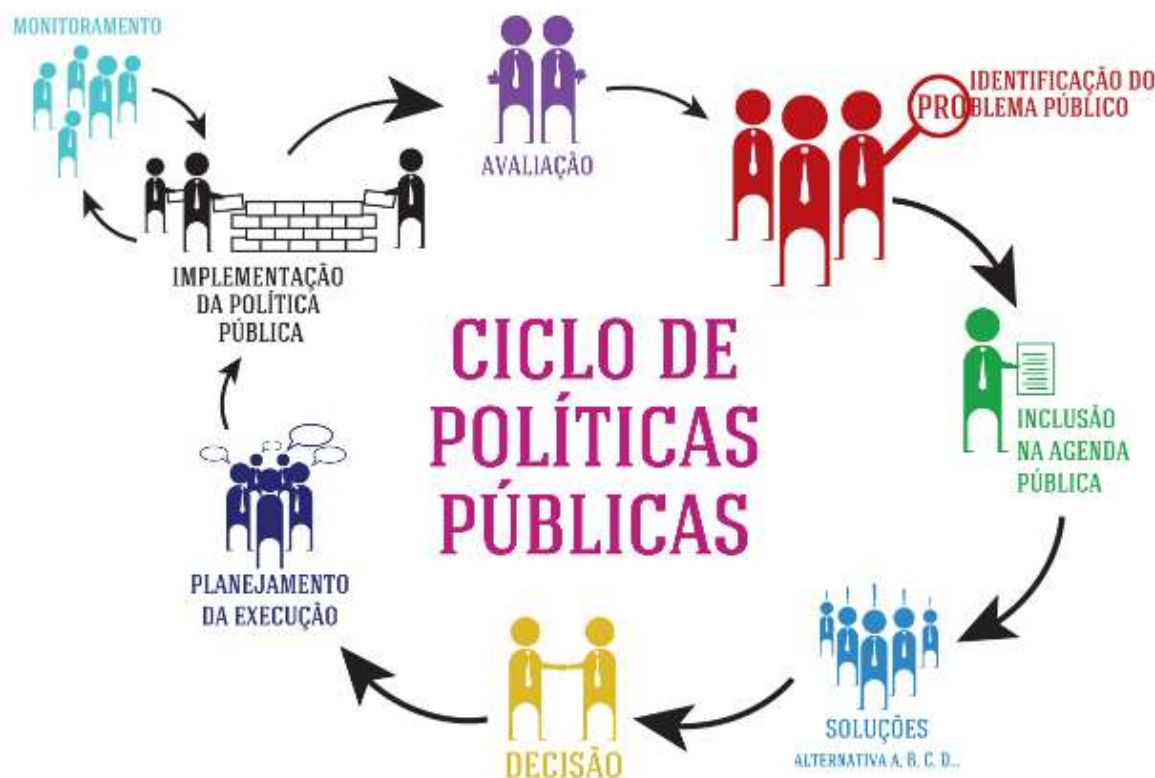 MONITORAMENTO
AVALIAÇÃO
IDENTIFICAÇÃO DO
PROBLEMA PÚBLICO
IMPLEMENTAÇÃO
DA POLÍTICA
PÚBLICA
CICLO DE
POLÍTICAS
PÚBLICAS
INCLUSÃO
NA AGENDA
PÚBLICA
PLANEJAMENTO
DA EXECUÇÃO
DECISÃO
SOLUÇÕES
ALTERNATIVA A, B, C, D...